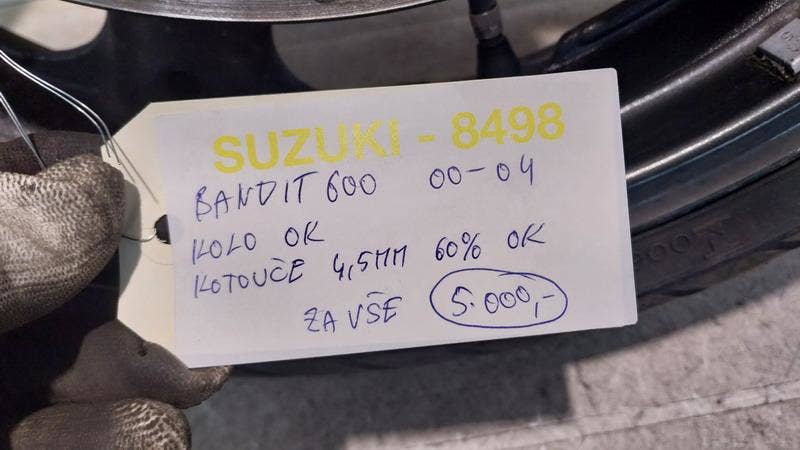 SUZUKI - 8498
BANDIT 600 00-04
KOLO OK
KOTOUČE 4,5MM 60% OK
ZA VŠE 5.000,-